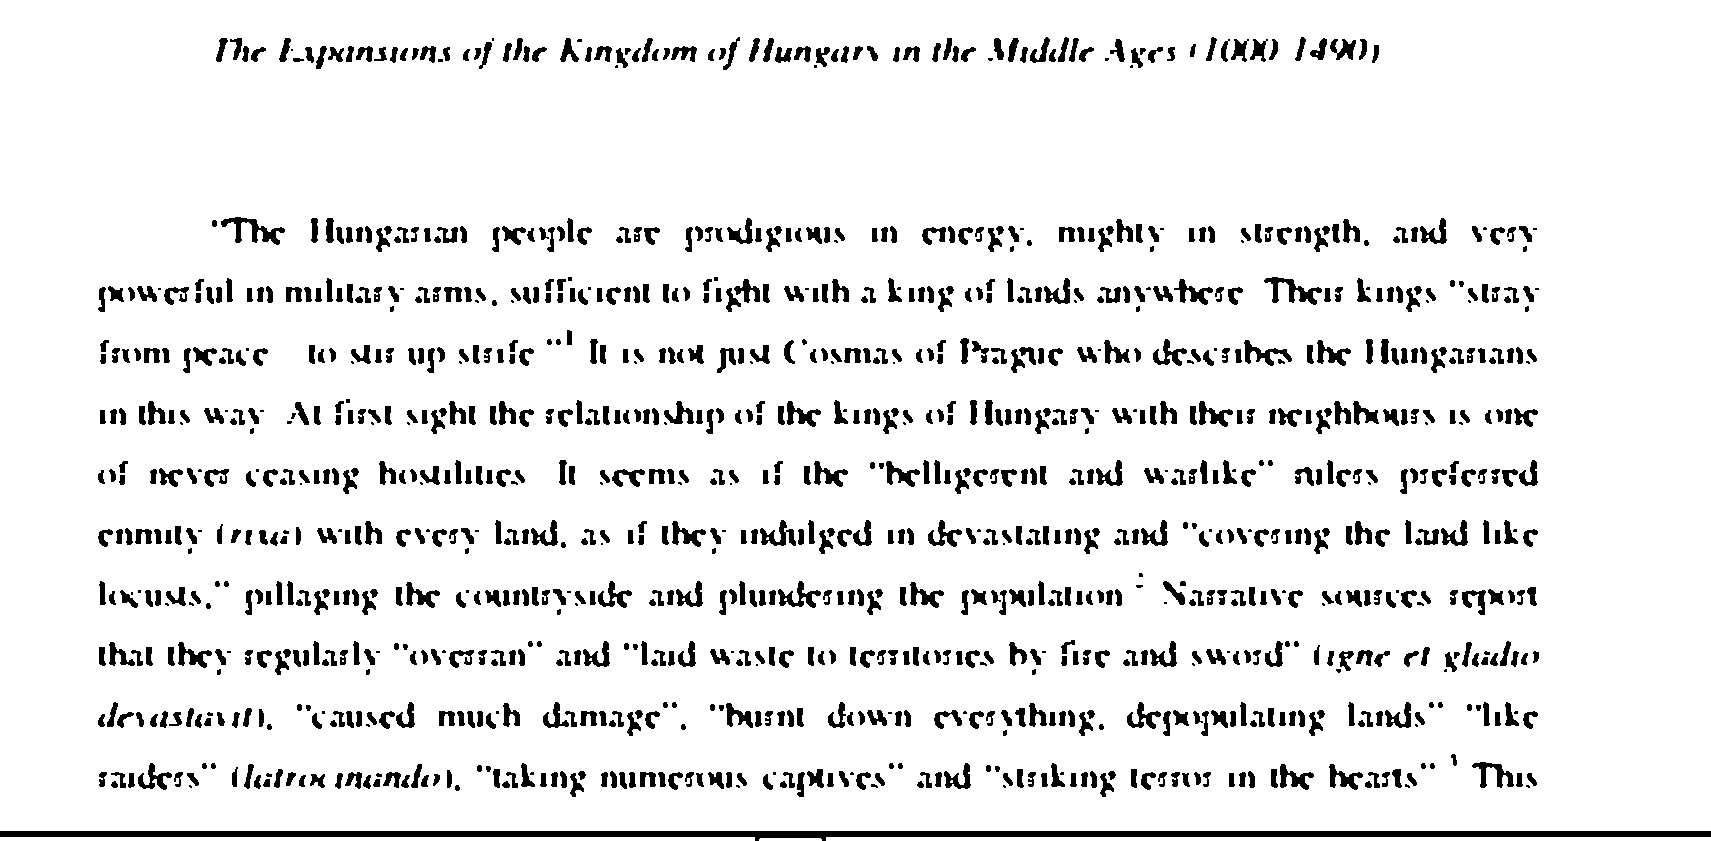 The Expansions of the Kingdom of Hungary in the Middle Ages (1000 1490)
"The Hungarian people are prodigious in energy, mighty in strength, and very
powerful in military arms, sufficient to fight with a king of lands anywhere Their kings "stray
from peace to stir up strife "1 It is not just Cosmas of Prague who describes the Hungarians
in this way At first sight the relationship of the kings of Hungary with their neighbours is one
of never ceasing hostilities It seems as if the "belligerent and warlike" rulers preferred
enmity (rixa) with every land, as if they indulged in devastating and "covering the land like
locusts," pillaging the countryside and plundering the population 2 Narrative sources report
that they regularly "overran" and "laid waste to territories by fire and sword" (igne et gladio
devastavit), "caused much damage", "burnt down everything, depopulating lands" "like
raiders" (latrocinando), "taking numerous captives" and "striking terror in the hearts" 3 This